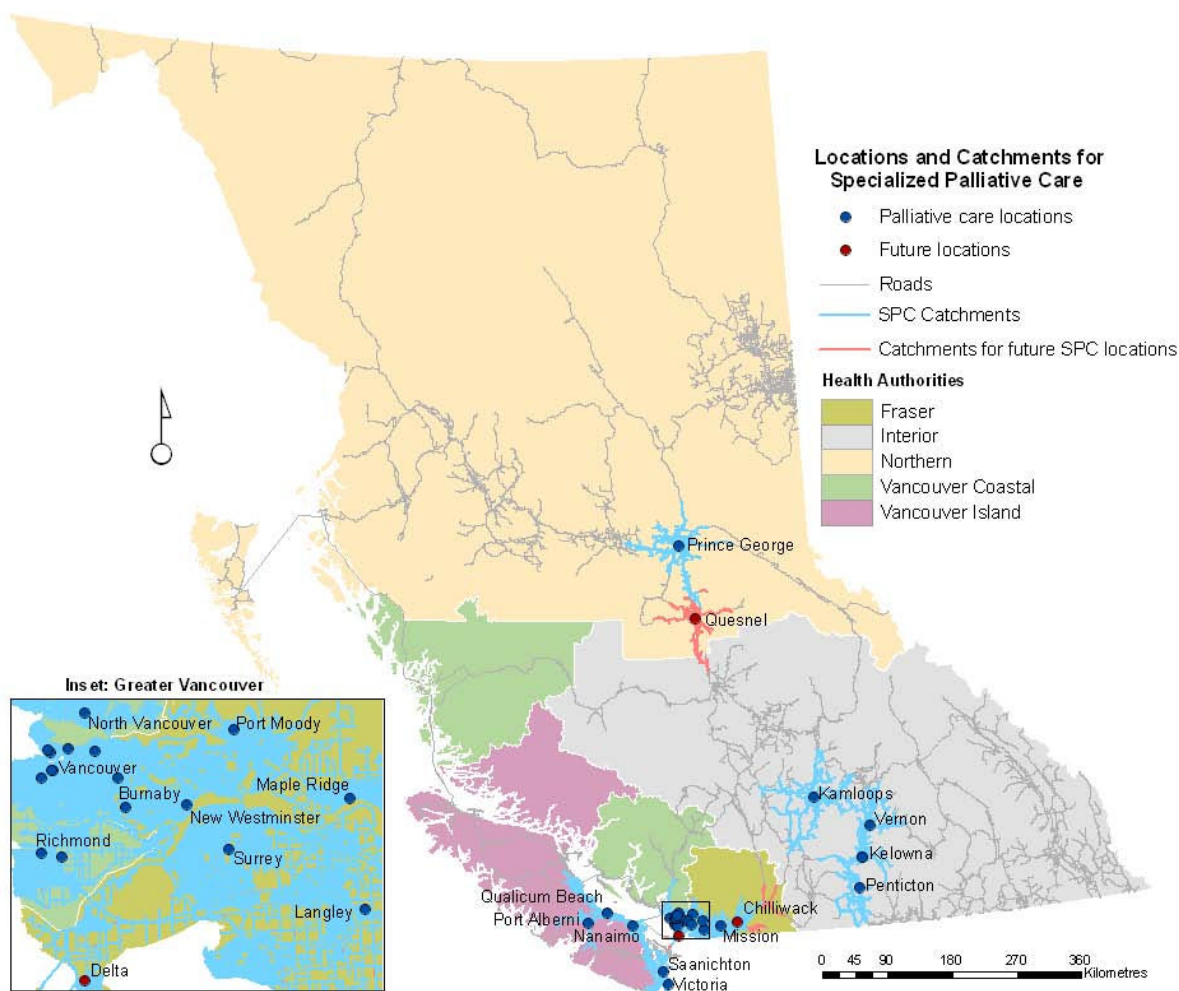 Locations and Catchments for
Specialized Palliative Care
Palliative care locations
Future locations
Roads
SPC Catchments
Catchments for future SPC locations
Health Authorities
Fraser
Interior
Northern
Vancouver Coastal
Vancouver Island
Prince George
Quesnel
Kamloops
Vernon
Kelowna
Penticton
Chilliwack
Mission
Qualicum Beach
Port Alberni
Nanaimo
Saanichton
Victoria
Inset: Greater Vancouver
North Vancouver
Port Moody
Vancouver
Burnaby
Maple Ridge
New Westminster
Richmond
Surrey
Langley
Delta
0 45 90 180 270 360
Kilometres